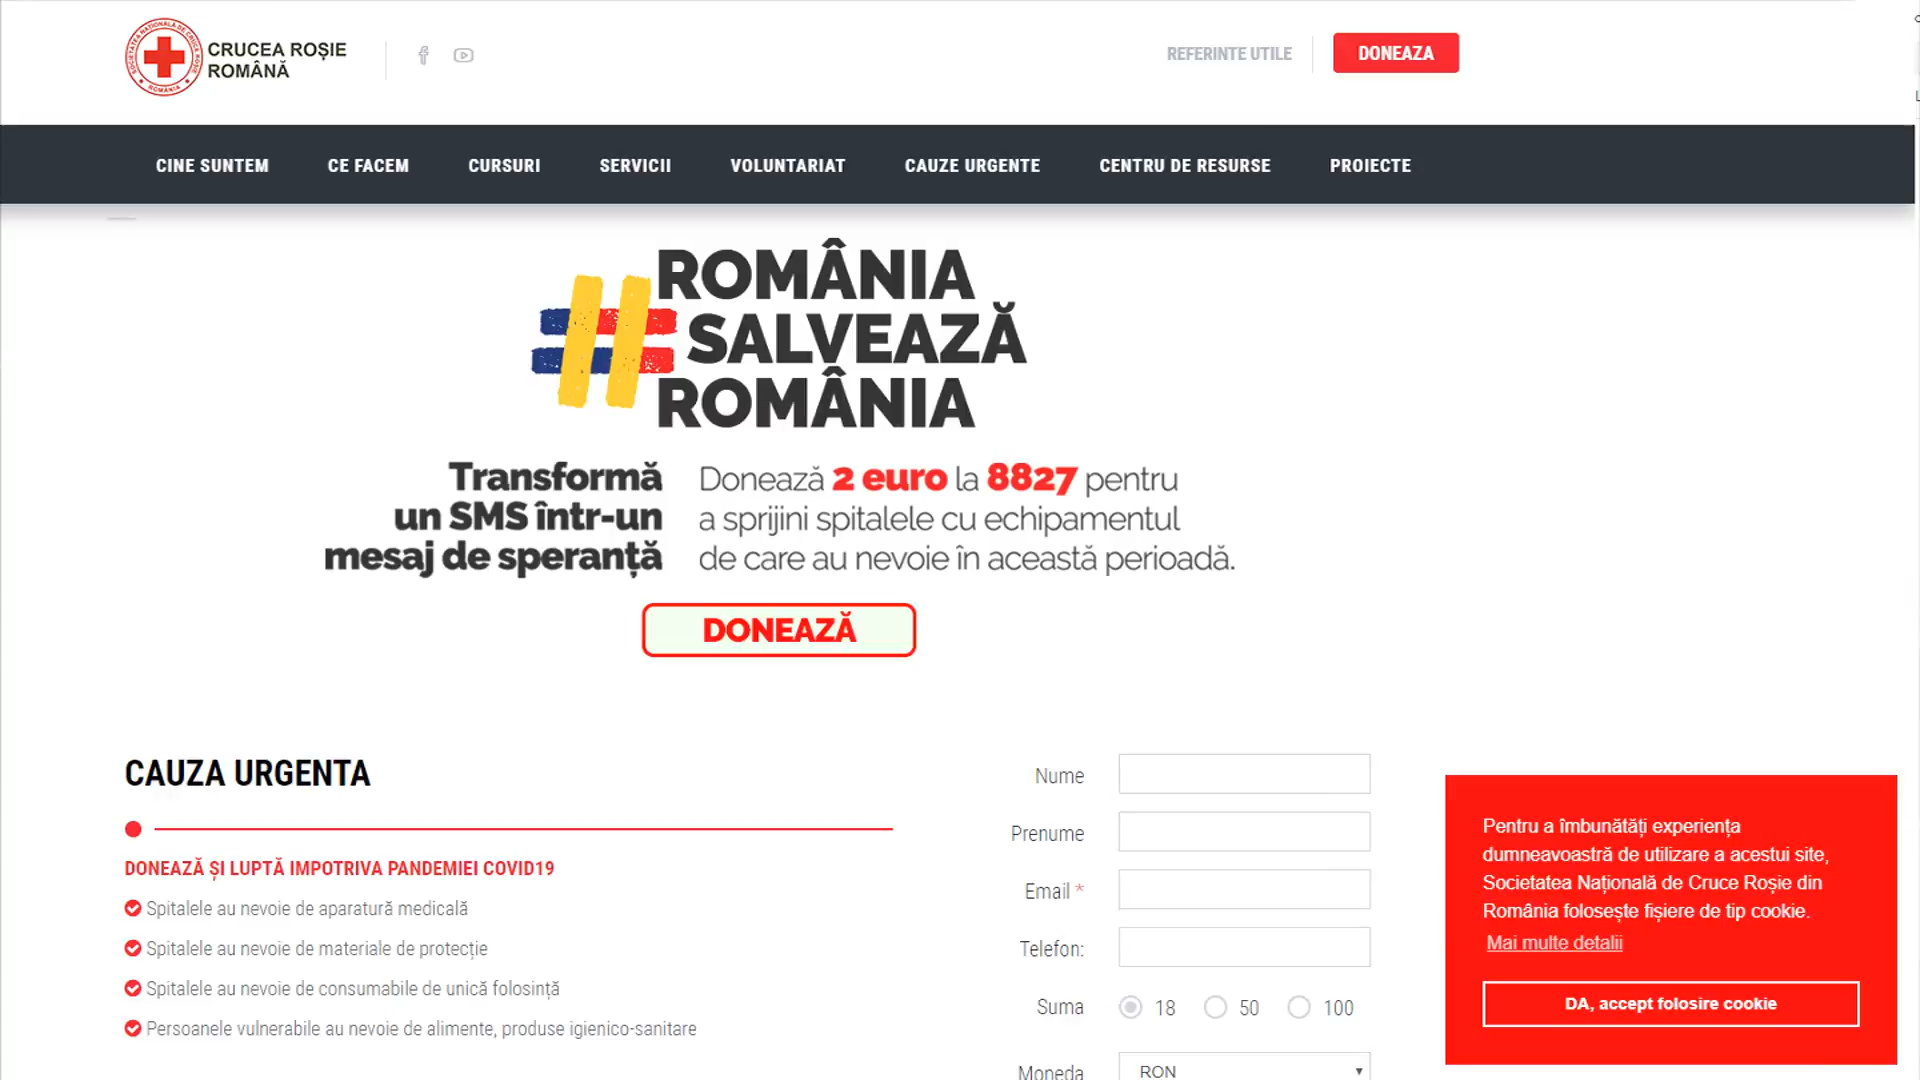 SOCIETATEA NAȚIONALĂ DE CRUCE ROȘIE
ROMÂNIA
CRUCEA ROȘIE
ROMÂNĂ
REFERINTE UTILE
DONEAZA
CINE SUNTEM
CE FACEM
CURSURI
SERVICII
VOLUNTARIAT
CAUZE URGENTE
CENTRU DE RESURSE
PROIECTE
#ROMÂNIA
SALVEAZĂ
ROMÂNIA
Transformă
un SMS într-un
mesaj de speranță
Donează 2 euro la 8827 pentru
a sprijini spitalele cu echipamentul
de care au nevoie în această perioadă.
DONEAZĂ
CAUZA URGENTA
DONEAZĂ ȘI LUPTĂ IMPOTRIVA PANDEMIEI COVID19
Spitalele au nevoie de aparatură medicală
Spitalele au nevoie de materiale de protecție
Spitalele au nevoie de consumabile de unică folosință
Persoanele vulnerabile au nevoie de alimente, produse igienico-sanitare
Nume
Prenume
Email *
Telefon:
Suma 18 50 100
Moneda RON
Pentru a îmbunătăți experiența
dumneavoastră de utilizare a acestui site,
Societatea Națională de Cruce Roșie din
România folosește fișiere de tip cookie.
Mai multe detalii
DA, accept folosire cookie